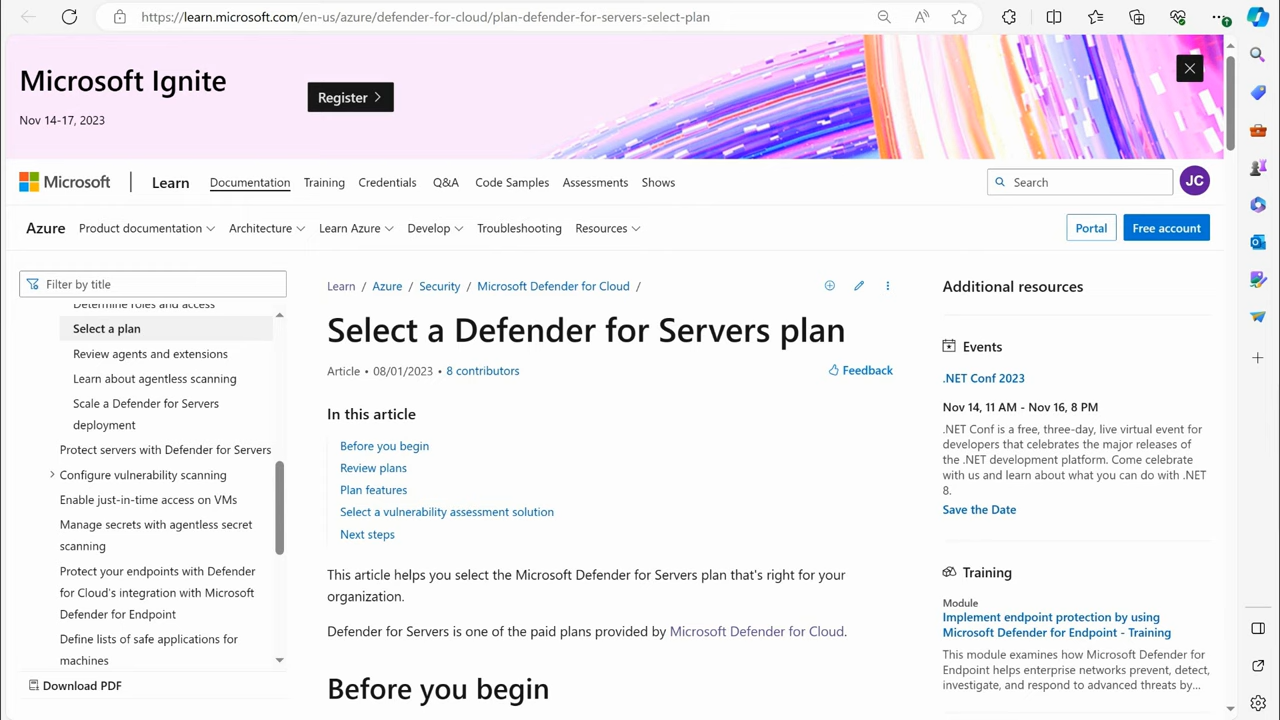 https://learn.microsoft.com/en-us/azure/defender-for-cloud/plan-defender-for-servers-select-plan
Microsoft Ignite
Nov 14-17, 2023
Register
Microsoft
Learn
Documentation
Training
Credentials
Q&A
Code Samples
Assessments
Shows
Search
JC
Azure
Product documentation
Architecture
Learn Azure
Develop
Troubleshooting
Resources
Portal
Free account
Filter by title
Determine roles and access
Select a plan
Review agents and extensions
Learn about agentless scanning
Scale a Defender for Servers
deployment
Protect servers with Defender for Servers
Configure vulnerability scanning
Enable just-in-time access on VMs
Manage secrets with agentless secret
scanning
Protect your endpoints with Defender
for Cloud's integration with Microsoft
Defender for Endpoint
Define lists of safe applications for
machines
Download PDF
Learn / Azure / Security / Microsoft Defender for Cloud /
Select a Defender for Servers plan
Article • 08/01/2023 • 8 contributors
Feedback
In this article
Before you begin
Review plans
Plan features
Select a vulnerability assessment solution
Next steps
This article helps you select the Microsoft Defender for Servers plan that's right for your
organization.
Defender for Servers is one of the paid plans provided by Microsoft Defender for Cloud.
Before you begin
Additional resources
Events
.NET Conf 2023
Nov 14, 11 AM - Nov 16, 8 PM
.NET Conf is a free, three-day, live virtual event for
developers that celebrates the major releases of
the .NET development platform. Come celebrate
with us and learn about what you can do with .NET
8.
Save the Date
Training
Module
Implement endpoint protection by using
Microsoft Defender for Endpoint - Training
This module examines how Microsoft Defender for
Endpoint helps enterprise networks prevent, detect,
investigate, and respond to advanced threats by...